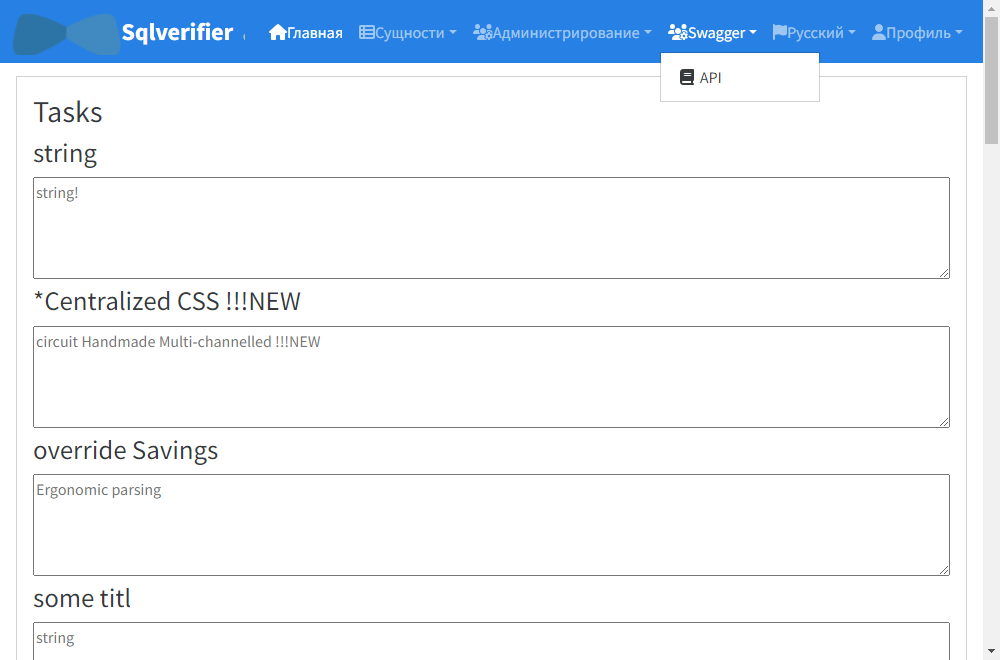 Sqlverifier Главная Сущности Администрирование Swagger Русский Профиль
API
Tasks
string
string!
*Centralized CSS !!!NEW
circuit Handmade Multi-channelled !!!NEW
override Savings
Ergonomic parsing
some titl
string